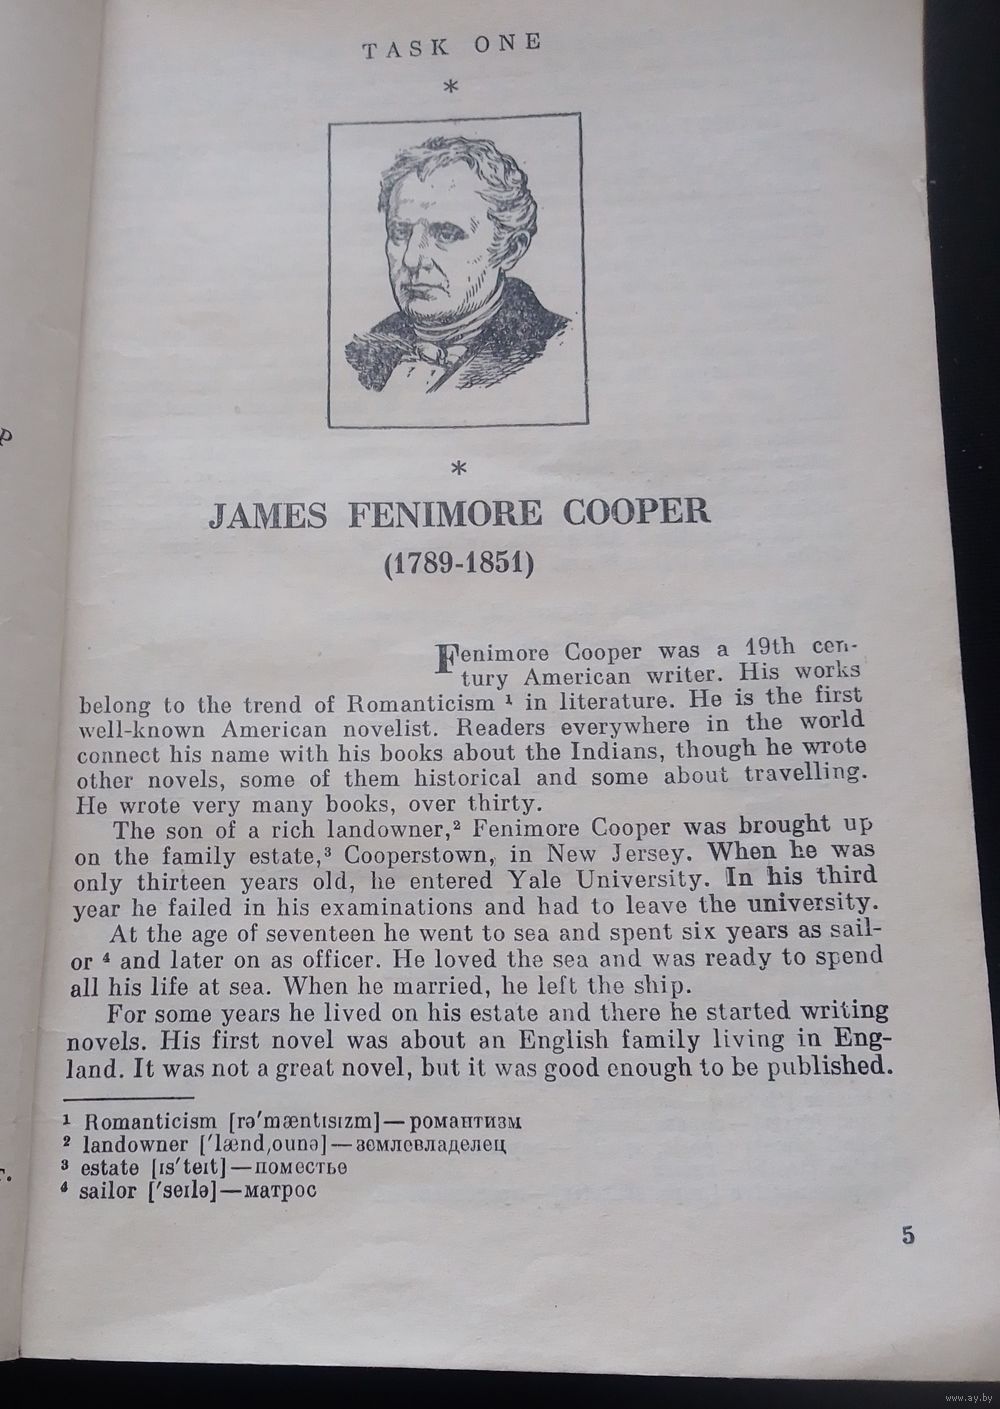 TASK ONE
*
*
JAMES FENIMORE COOPER
(1789-1851)
Fenimore Cooper was a 19th cen-
tury American writer. His works
belong to the trend of Romanticism ¹ in literature. He is the first
well-known American novelist. Readers everywhere in the world
connect his name with his books about the Indians, though he wrote
other novels, some of them historical and some about travelling.
He wrote very many books, over thirty.
The son of a rich landowner,² Fenimore Cooper was brought up
on the family estate,³ Cooperstown, in New Jersey. When he was
only thirteen years old, he entered Yale University. In his third
year he failed in his examinations and had to leave the university.
At the age of seventeen he went to sea and spent six years as sail-
or ⁴ and later on as officer. He loved the sea and was ready to spend
all his life at sea. When he married, he left the ship.
For some years he lived on his estate and there he started writing
novels. His first novel was about an English family living in Eng-
land. It was not a great novel, but it was good enough to be published.
¹ Romanticism [rə'mæntısızm]—романтизм
² landowner ['lænd,ounə]—землевладелец
³ estate [ıs'teıt]—поместье
⁴ sailor ['seılə]—матрос
5
www.ay.by